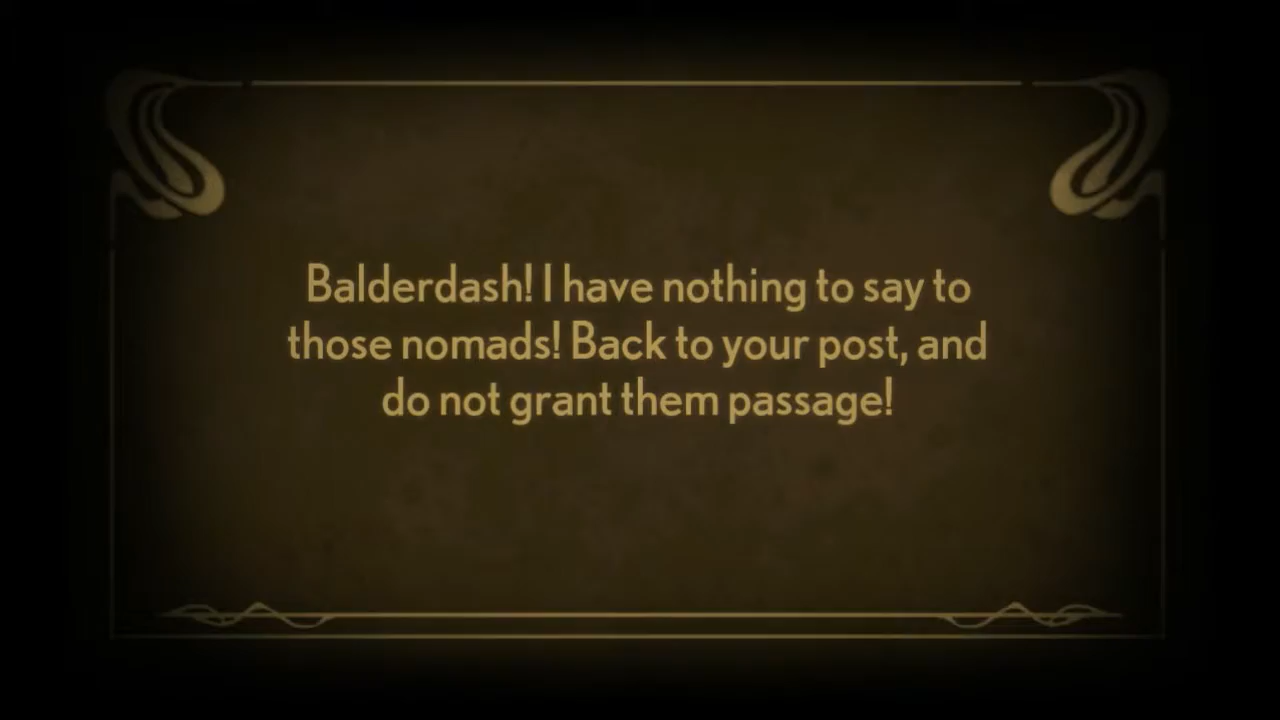 Balderdash! I have nothing to say to
those nomads! Back to your post, and
do not grant them passage!